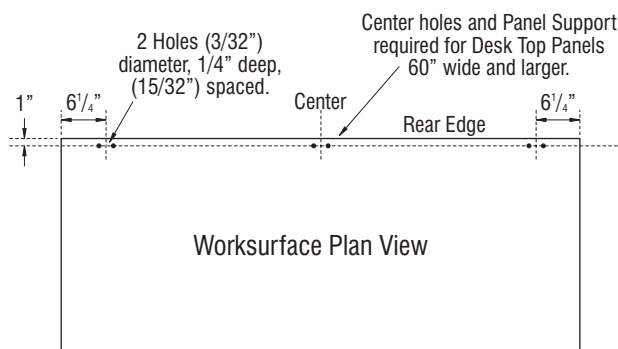 2 Holes (3/32”)
diameter, 1/4” deep,
(15/32”) spaced.
Center holes and Panel Support
required for Desk Top Panels
60” wide and larger.
1”
6¹/₄”
Center
6¹/₄”
Rear Edge
Worksurface Plan View